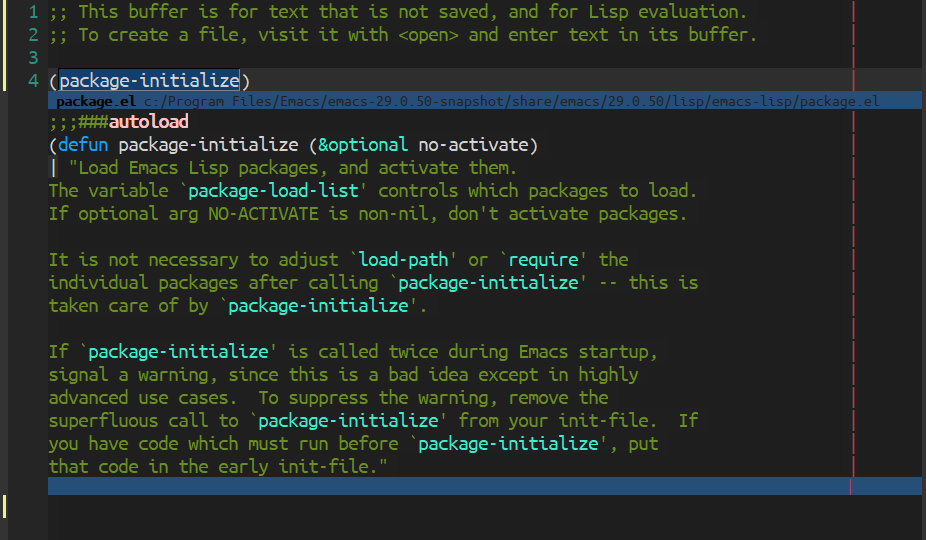 1 ;; This buffer is for text that is not saved, and for Lisp evaluation.
2 ;; To create a file, visit it with <open> and enter text in its buffer.
3
4 (package-initialize)
package.el c:/Program Files/Emacs/emacs-29.0.50-snapshot/share/emacs/29.0.50/lisp/emacs-lisp/package.el
;;;###autoload
(defun package-initialize (&optional no-activate)
| "Load Emacs Lisp packages, and activate them.
The variable `package-load-list' controls which packages to load.
If optional arg NO-ACTIVATE is non-nil, don't activate packages.

It is not necessary to adjust `load-path' or `require' the
individual packages after calling `package-initialize' -- this is
taken care of by `package-initialize'.

If `package-initialize' is called twice during Emacs startup,
signal a warning, since this is a bad idea except in highly
advanced use cases.  To suppress the warning, remove the
superfluous call to `package-initialize' from your init-file.  If
you have code which must run before `package-initialize', put
that code in the early init-file."